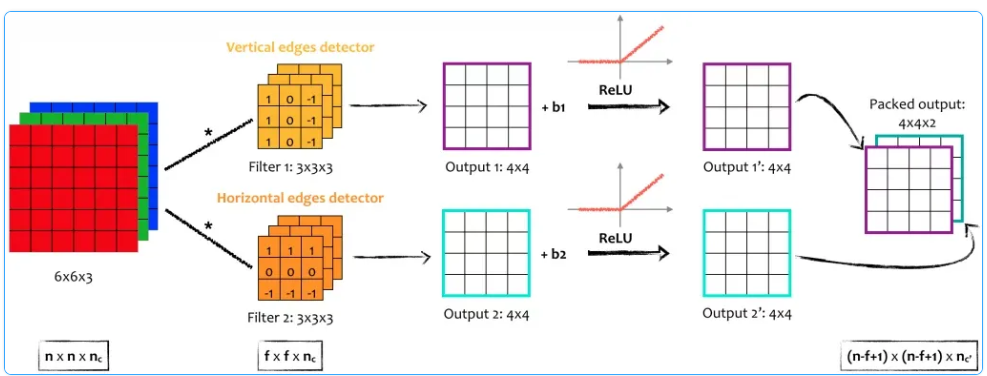 Vertical edges detector
1 0 -1
1 0 -1
1 0 -1
*
Filter 1: 3x3x3
Output 1: 4x4
+ b1
ReLU
Output 1’: 4x4
Packed output:
4x4x2
6x6x3
Horizontal edges detector
*
1 1 1
0 0 0
-1 -1 -1
Filter 2: 3x3x3
Output 2: 4x4
+ b2
ReLU
Output 2’: 4x4
n x n x nc
f x f x nc
(n-f+1) x (n-f+1) x nc’